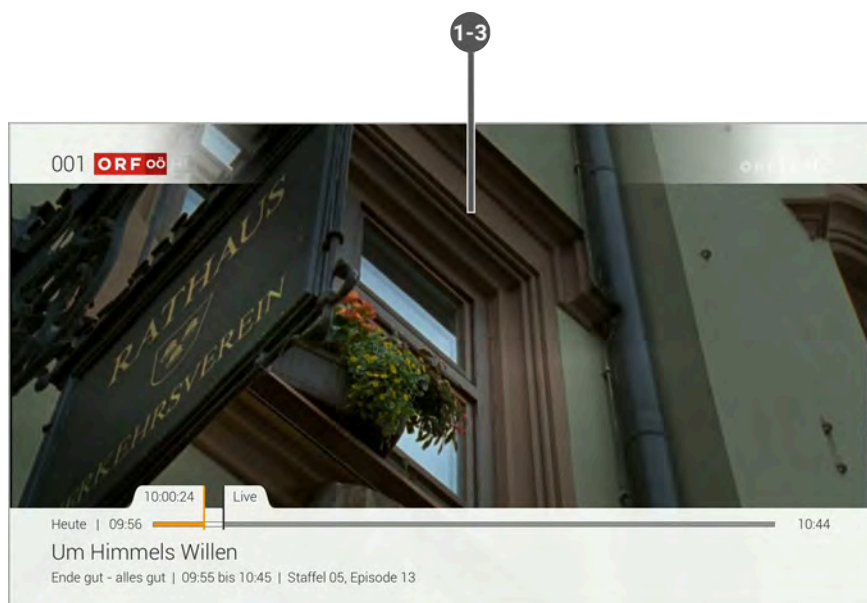 1-3
001 ORF oö
RATHAUS
VERKEHRSVEREIN
10:00:24 Live
Heute | 09:56 10:44
Um Himmels Willen
Ende gut - alles gut | 09:55 bis 10:45 | Staffel 05, Episode 13